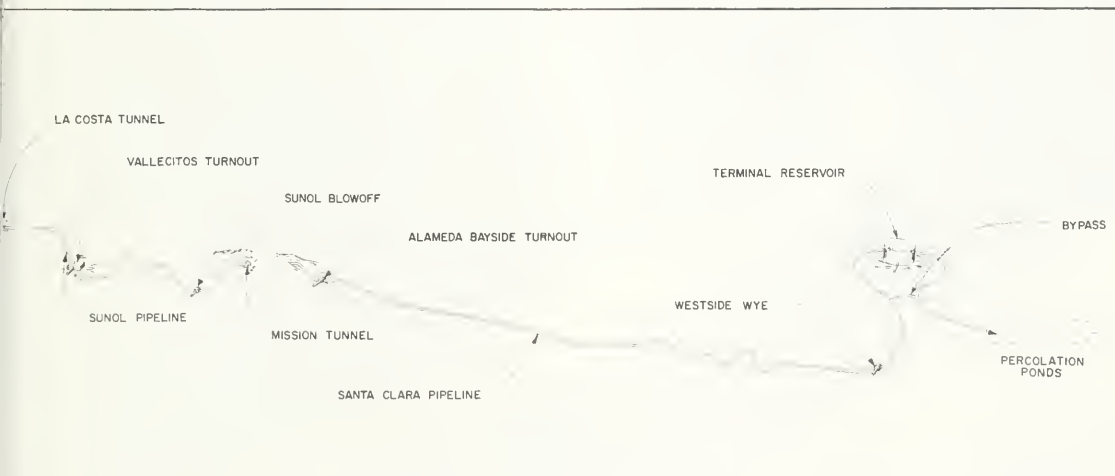 LA COSTA TUNNEL
VALLECITOS TURNOUT
SUNOL BLOWOFF
ALAMEDA BAYSIDE TURNOUT
TERMINAL RESERVOIR
BYPASS
SUNOL PIPELINE
MISSION TUNNEL
SANTA CLARA PIPELINE
WESTSIDE WYE
PERCOLATION
PONDS